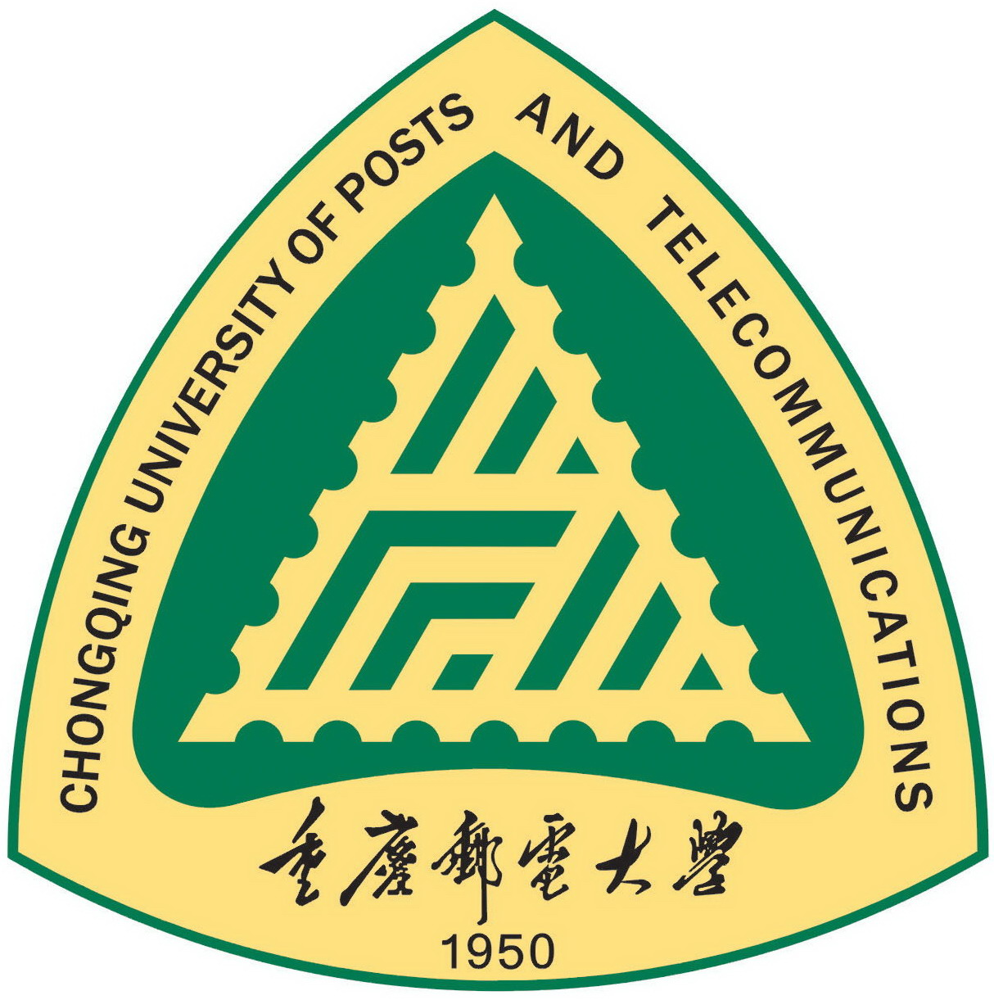 CHONGQING UNIVERSITY OF POSTS AND TELECOMMUNICATIONS
重慶郵電大學
1950